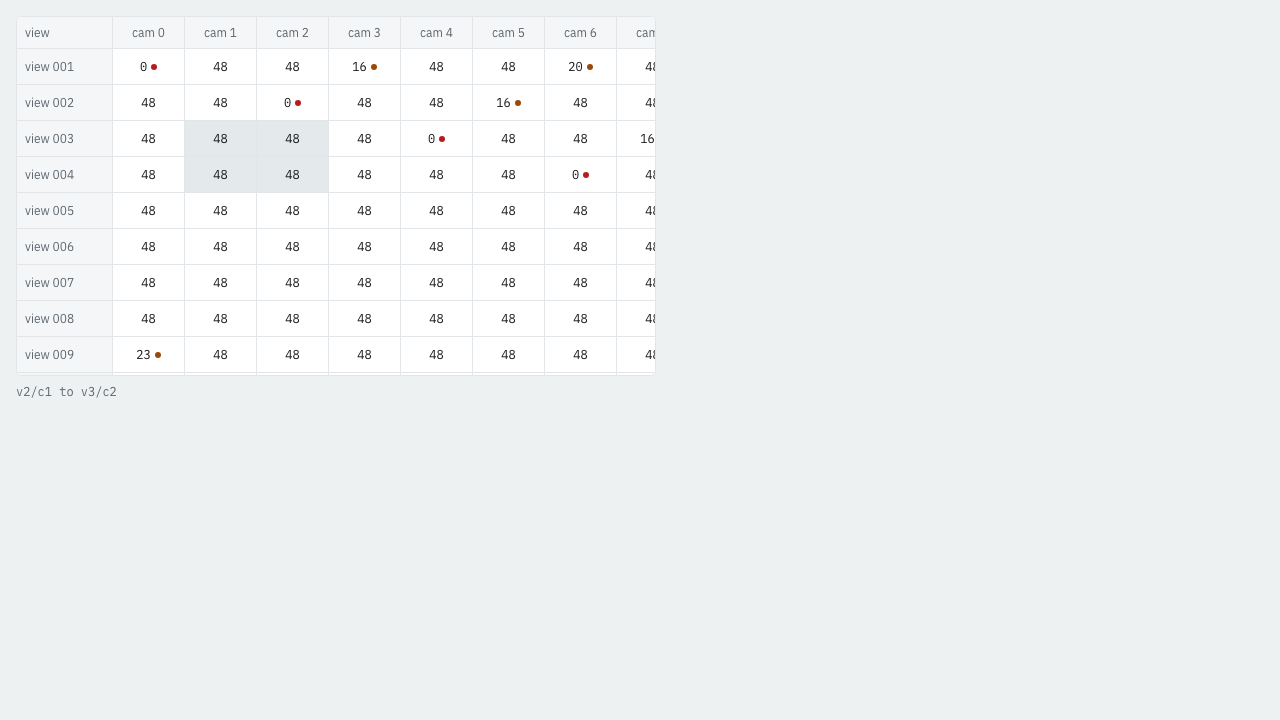 view cam 0 cam 1 cam 2 cam 3 cam 4 cam 5 cam 6 cam
view 001 0 48 48 16 48 48 20
view 002 48 48 0 48 48 16 48
view 003 48 48 48 48 0 48 48 16
view 004 48 48 48 48 48 48 0
view 005 48 48 48 48 48 48 48
view 006 48 48 48 48 48 48 48
view 007 48 48 48 48 48 48 48
view 008 48 48 48 48 48 48 48
view 009 23 48 48 48 48 48 48
v2/c1 to v3/c2